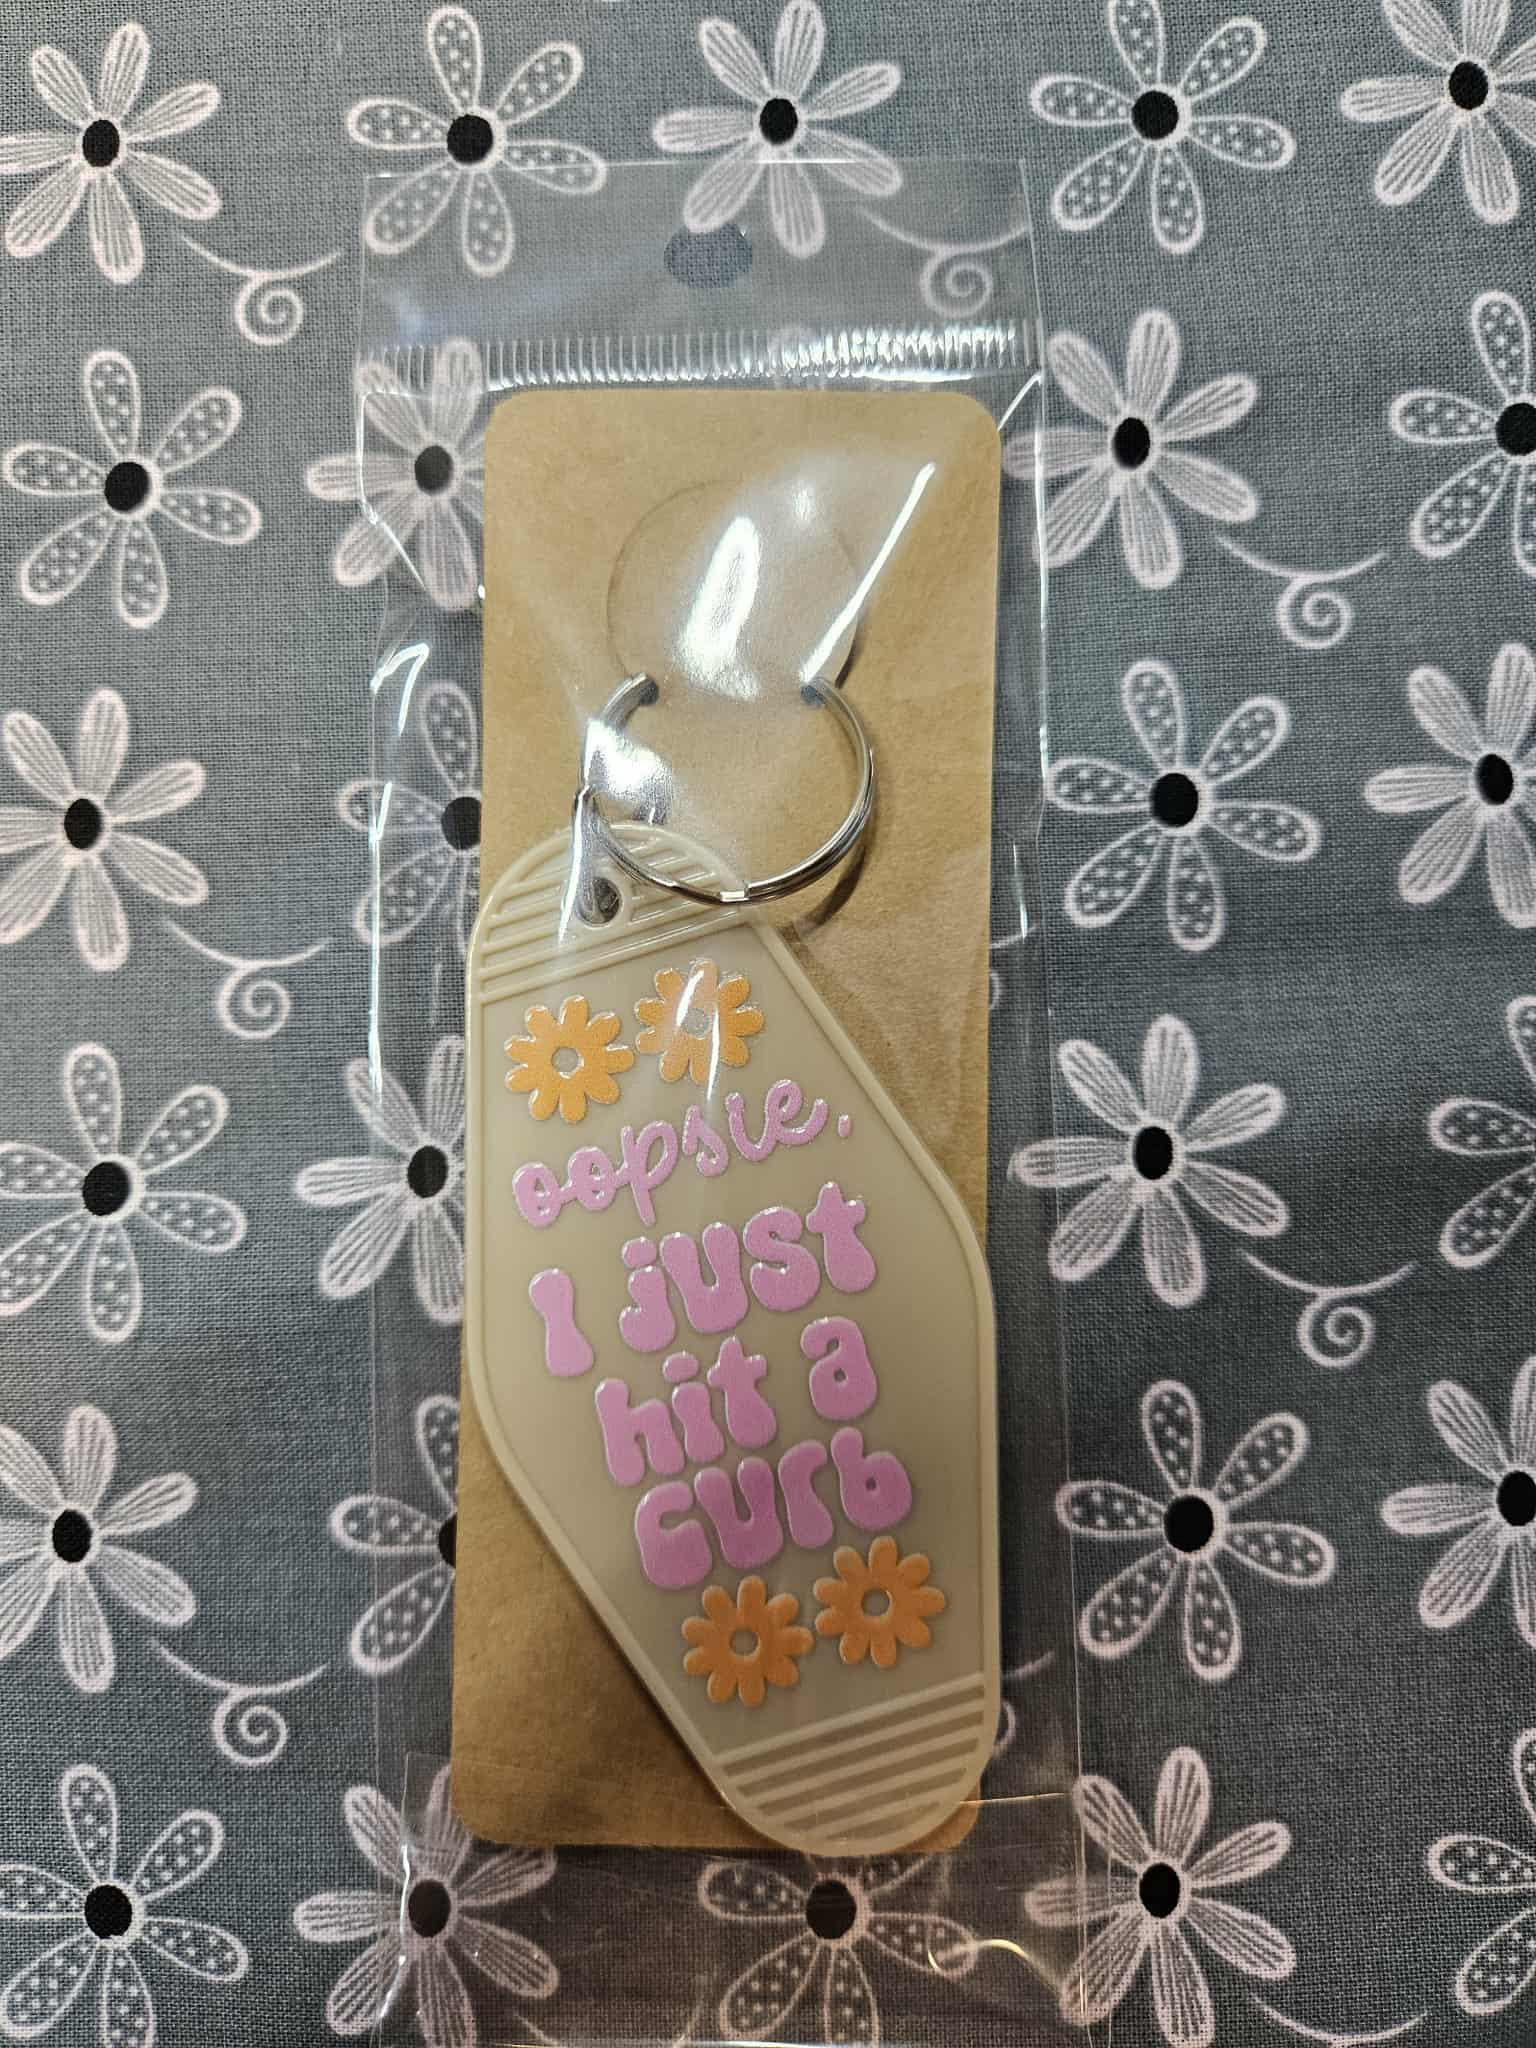 oopsie,
I just
hit a
curb